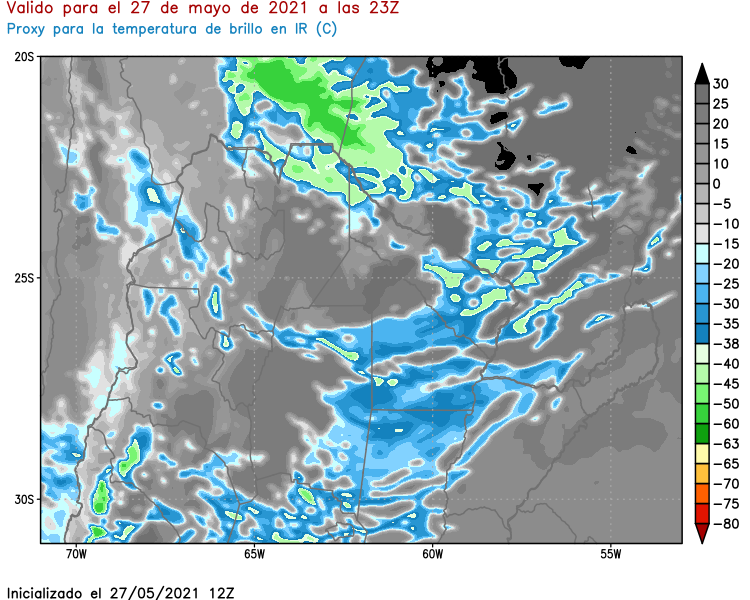 Valido para el 27 de mayo de 2021 a las 23Z
Proxy para la temperatura de brillo en IR (C)
20S
25S
30S
70W
65W
60W
55W
30
25
20
15
10
0
−5
−10
−15
−20
−25
−30
−35
−38
−40
−45
−50
−60
−63
−65
−70
−75
−80
Inicializado el 27/05/2021 12Z